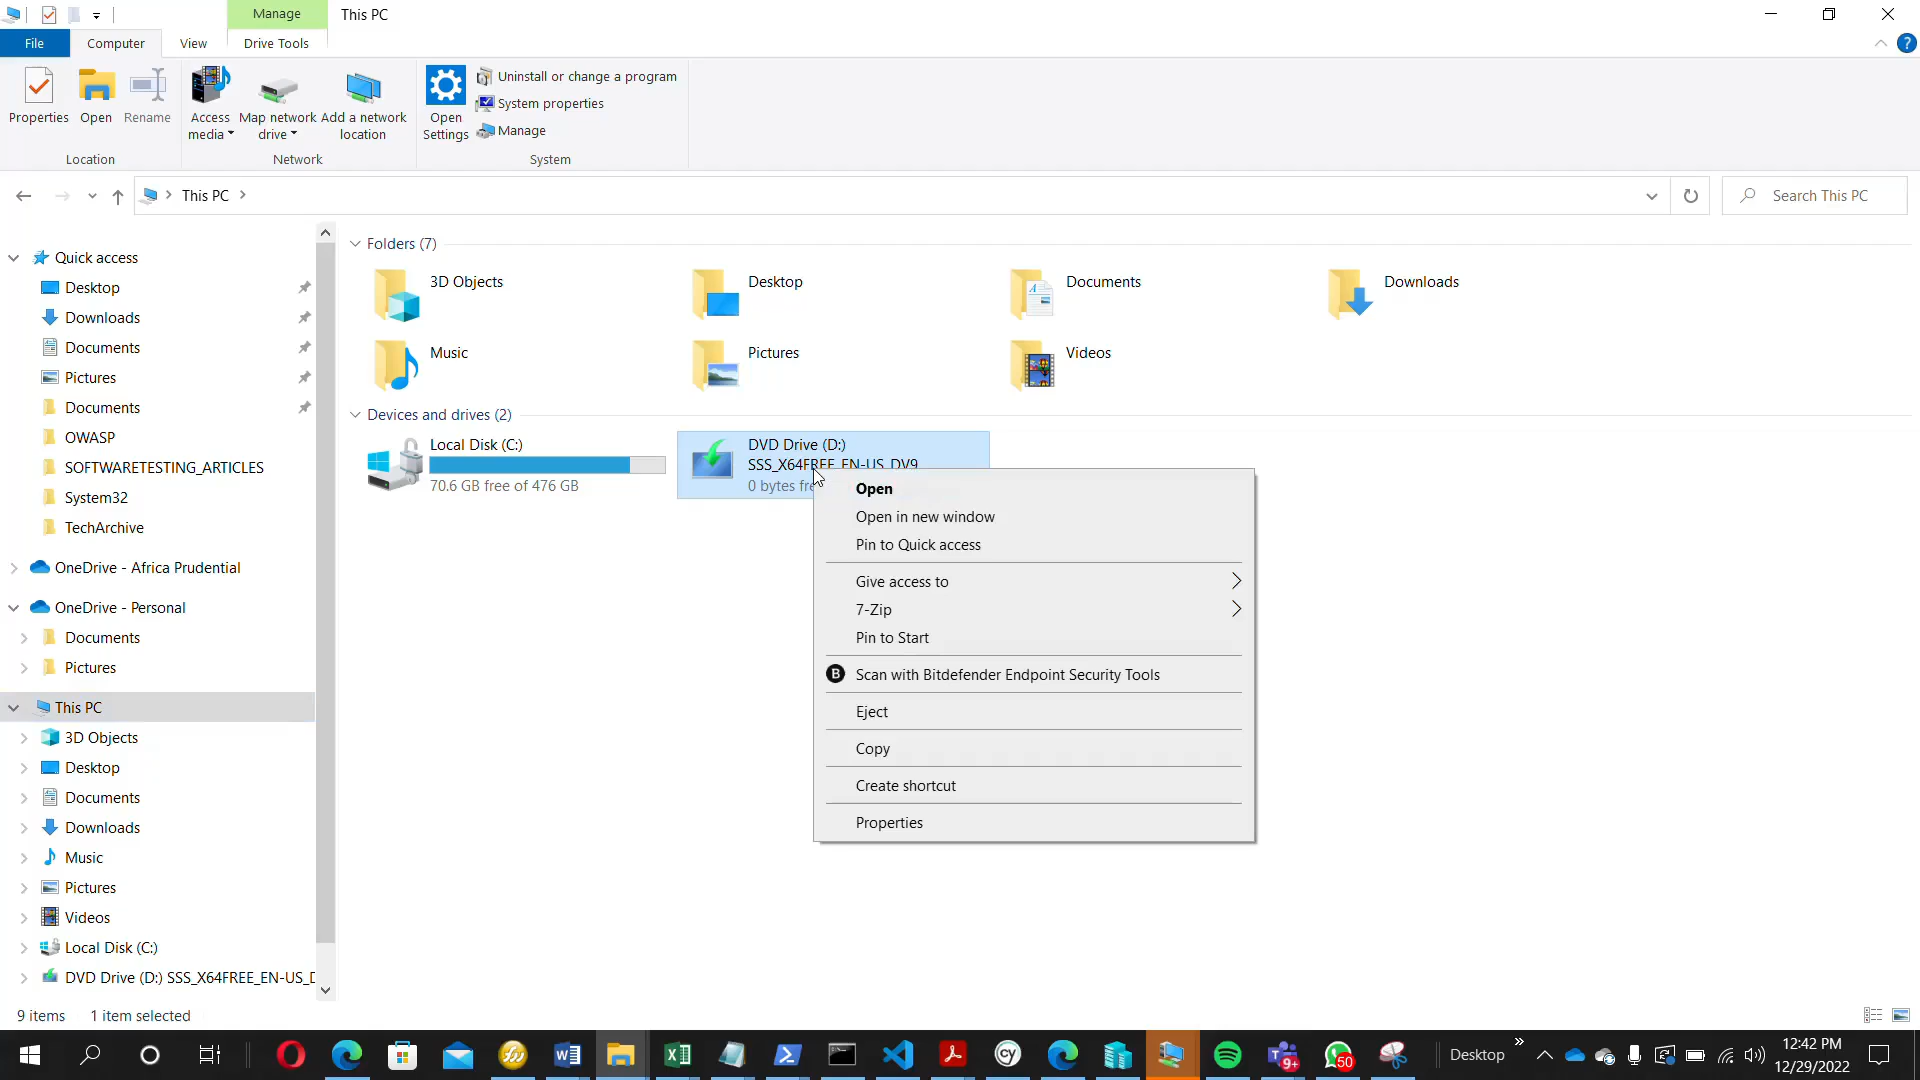 Manage
This PC
File
Computer
View
Drive Tools
Properties
Open
Rename
Access
media
Map network
drive
Add a network
location
Open
Settings
Uninstall or change a program
System properties
Manage
Location
Network
System
This PC
Search This PC
Quick access
Desktop
Downloads
Documents
Pictures
Documents
OWASP
SOFTWARETESTING_ARTICLES
System32
TechArchive
OneDrive - Africa Prudential
OneDrive - Personal
Documents
Pictures
This PC
3D Objects
Desktop
Documents
Downloads
Music
Pictures
Videos
Local Disk (C:)
DVD Drive (D:) SSS_X64FREE_EN-US_D
Folders (7)
3D Objects
Desktop
Documents
Downloads
Music
Pictures
Videos
Devices and drives (2)
Local Disk (C:)
70.6 GB free of 476 GB
DVD Drive (D:)
SSS_X64FREE_EN-US_DV9
0 bytes fre
Open
Open in new window
Pin to Quick access
Give access to
7-Zip
Pin to Start
B Scan with Bitdefender Endpoint Security Tools
Eject
Copy
Create shortcut
Properties
9 items
1 item selected
cy
9+
50
Desktop
12:42 PM
12/29/2022